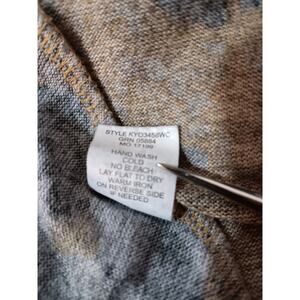 STYLE KYO3458WC
GRN 05884
MO 17199
HAND WASH
COLD
NO BLEACH
LAY FLAT TO DRY
WARM IRON
ON REVERSE SIDE
IF NEEDED